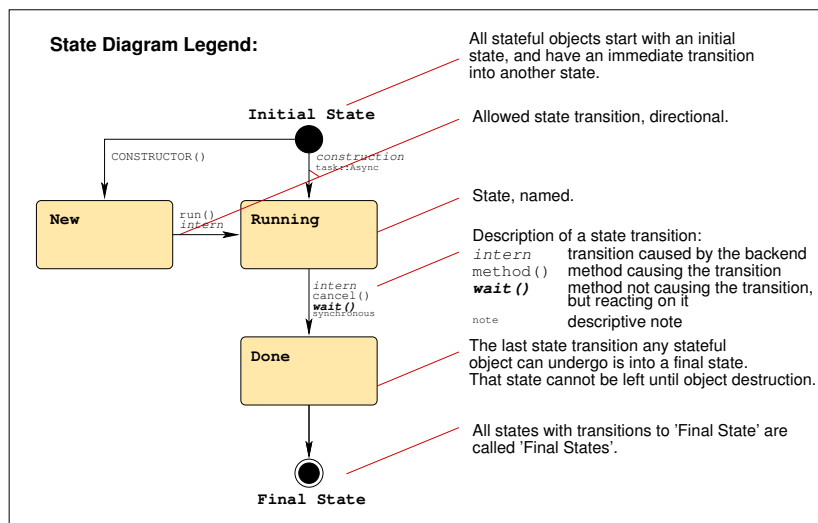 State Diagram Legend:
All stateful objects start with an initial
state, and have an immediate transition
into another state.
Initial State
Allowed state transition, directional.
CONSTRUCTOR()
construction
task::Async
New
run()
intern
Running
State, named.
Description of a state transition:
intern transition caused by the backend
method() method causing the transition
wait() method not causing the transition,
but reacting on it
note descriptive note
intern
cancel()
wait()
synchronous
Done
The last state transition any stateful
object can undergo is into a final state.
That state cannot be left until object destruction.
All states with transitions to 'Final State' are
called 'Final States'.
Final State